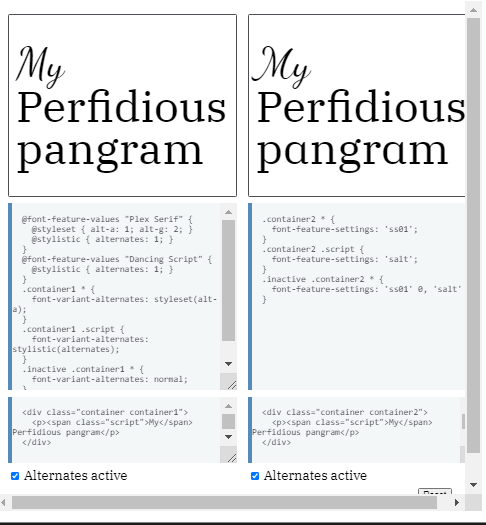 My
Perfidious
pangram
My
Perfidious
pangram
@font-feature-values "Plex Serif" {
@styleset { alt-a: 1; alt-g: 2; }
@stylistic { alternates: 1; }
}
@font-feature-values "Dancing Script" {
@stylistic { alternates: 1; }
}
.container1 * {
font-variant-alternates: styleset(alt-
a);
}
.container1 .script {
font-variant-alternates:
stylistic(alternates);
}
.inactive .container1 * {
font-variant-alternates: normal;
}
.container2 * {
font-feature-settings: 'ss01';
}
.container2 .script {
font-feature-settings: 'salt';
}
.inactive .container2 * {
font-feature-settings: 'ss01' 0, 'salt'
}
<div class="container container1">
<p><span class="script">My</span>
Perfidious pangram</p>
</div>
<div class="container container2">
<p><span class="script">My</span>
Perfidious pangram</p>
</div>
Alternates active
Alternates active
Reset